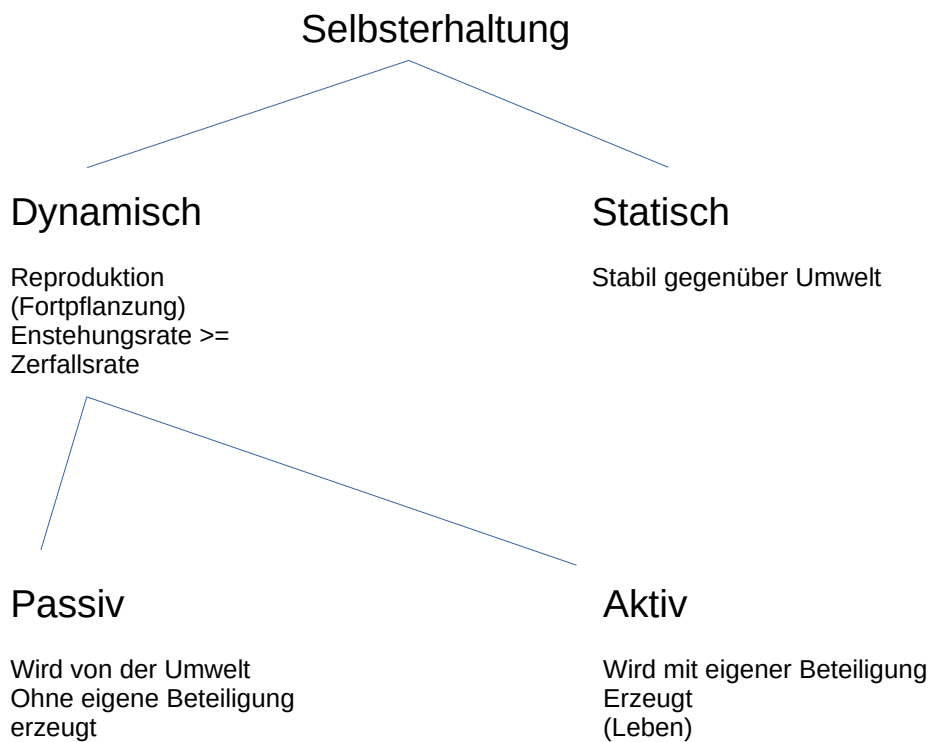 Selbsterhaltung
Dynamisch
Reproduktion
(Fortpflanzung)
Enstehungsrate >=
Zerfallsrate
Statisch
Stabil gegenüber Umwelt
Passiv
Wird von der Umwelt
Ohne eigene Beteiligung
erzeugt
Aktiv
Wird mit eigener Beteiligung
Erzeugt
(Leben)